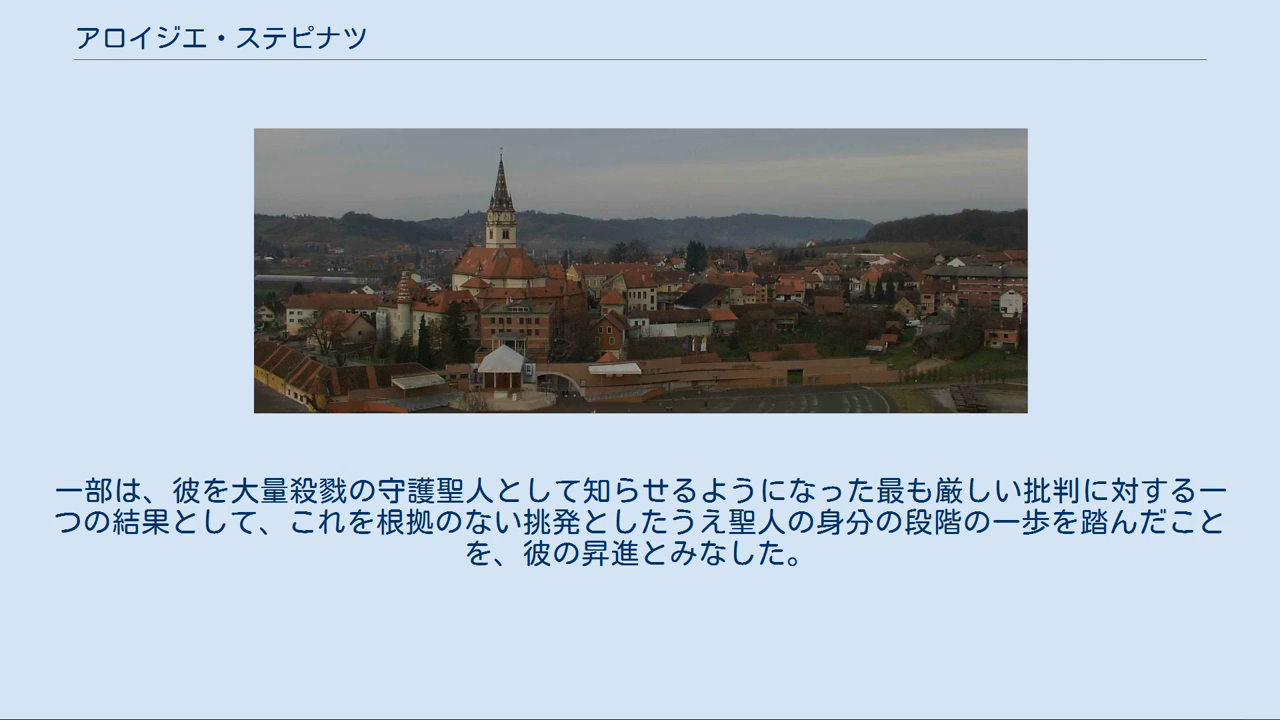 アロイジエ・ステピナツ
一部は、彼を大量殺戮の守護聖人として知らせるようになった最も厳しい批判に対する一
つの結果として、これを根拠のない挑発としたうえ聖人の身分の段階の一歩を踏んだこと
を、彼の昇進とみなした。